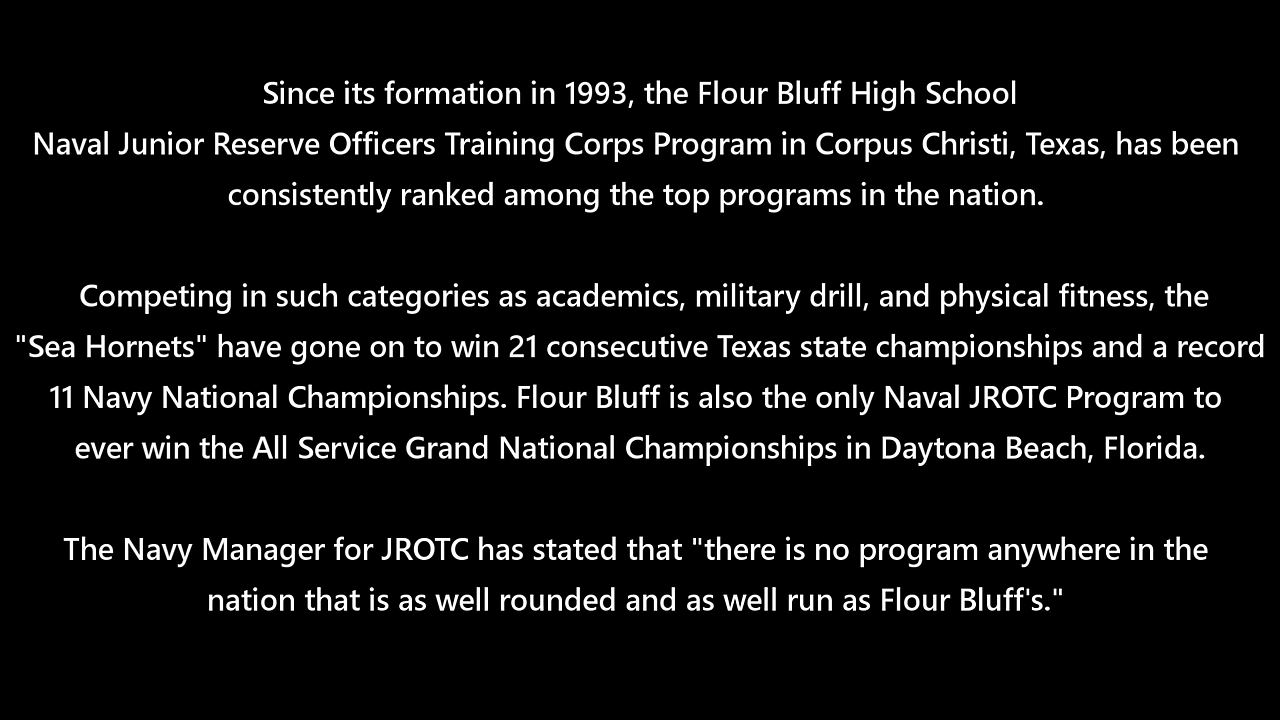 Since its formation in 1993, the Flour Bluff High School
Naval Junior Reserve Officers Training Corps Program in Corpus Christi, Texas, has been
consistently ranked among the top programs in the nation.
Competing in such categories as academics, military drill, and physical fitness, the
"Sea Hornets" have gone on to win 21 consecutive Texas state championships and a record
11 Navy National Championships. Flour Bluff is also the only Naval JROTC Program to
ever win the All Service Grand National Championships in Daytona Beach, Florida.
The Navy Manager for JROTC has stated that "there is no program anywhere in the
nation that is as well rounded and as well run as Flour Bluff's."